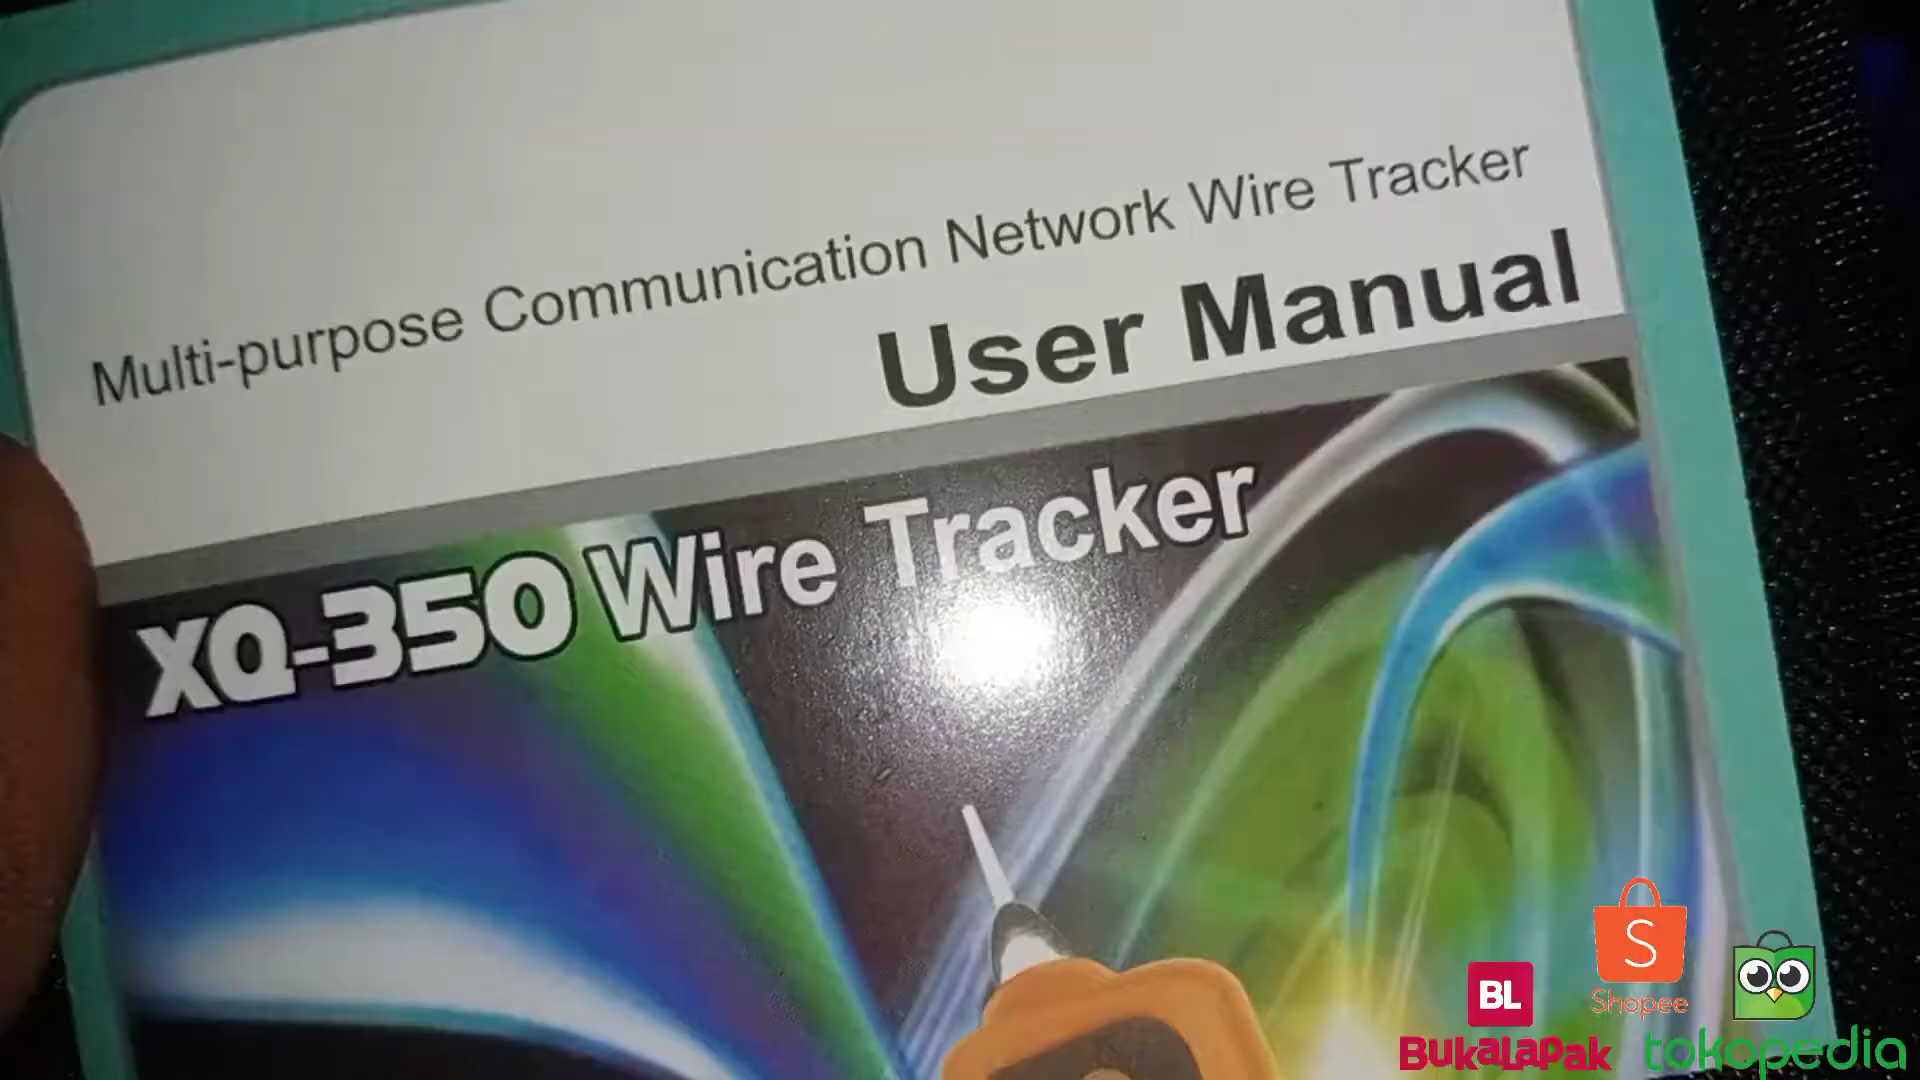 Multi-purpose Communication Network Wire Tracker
User Manual
XQ-350 Wire Tracker
S
Shopee
BL
BukalaPak
tokopedia